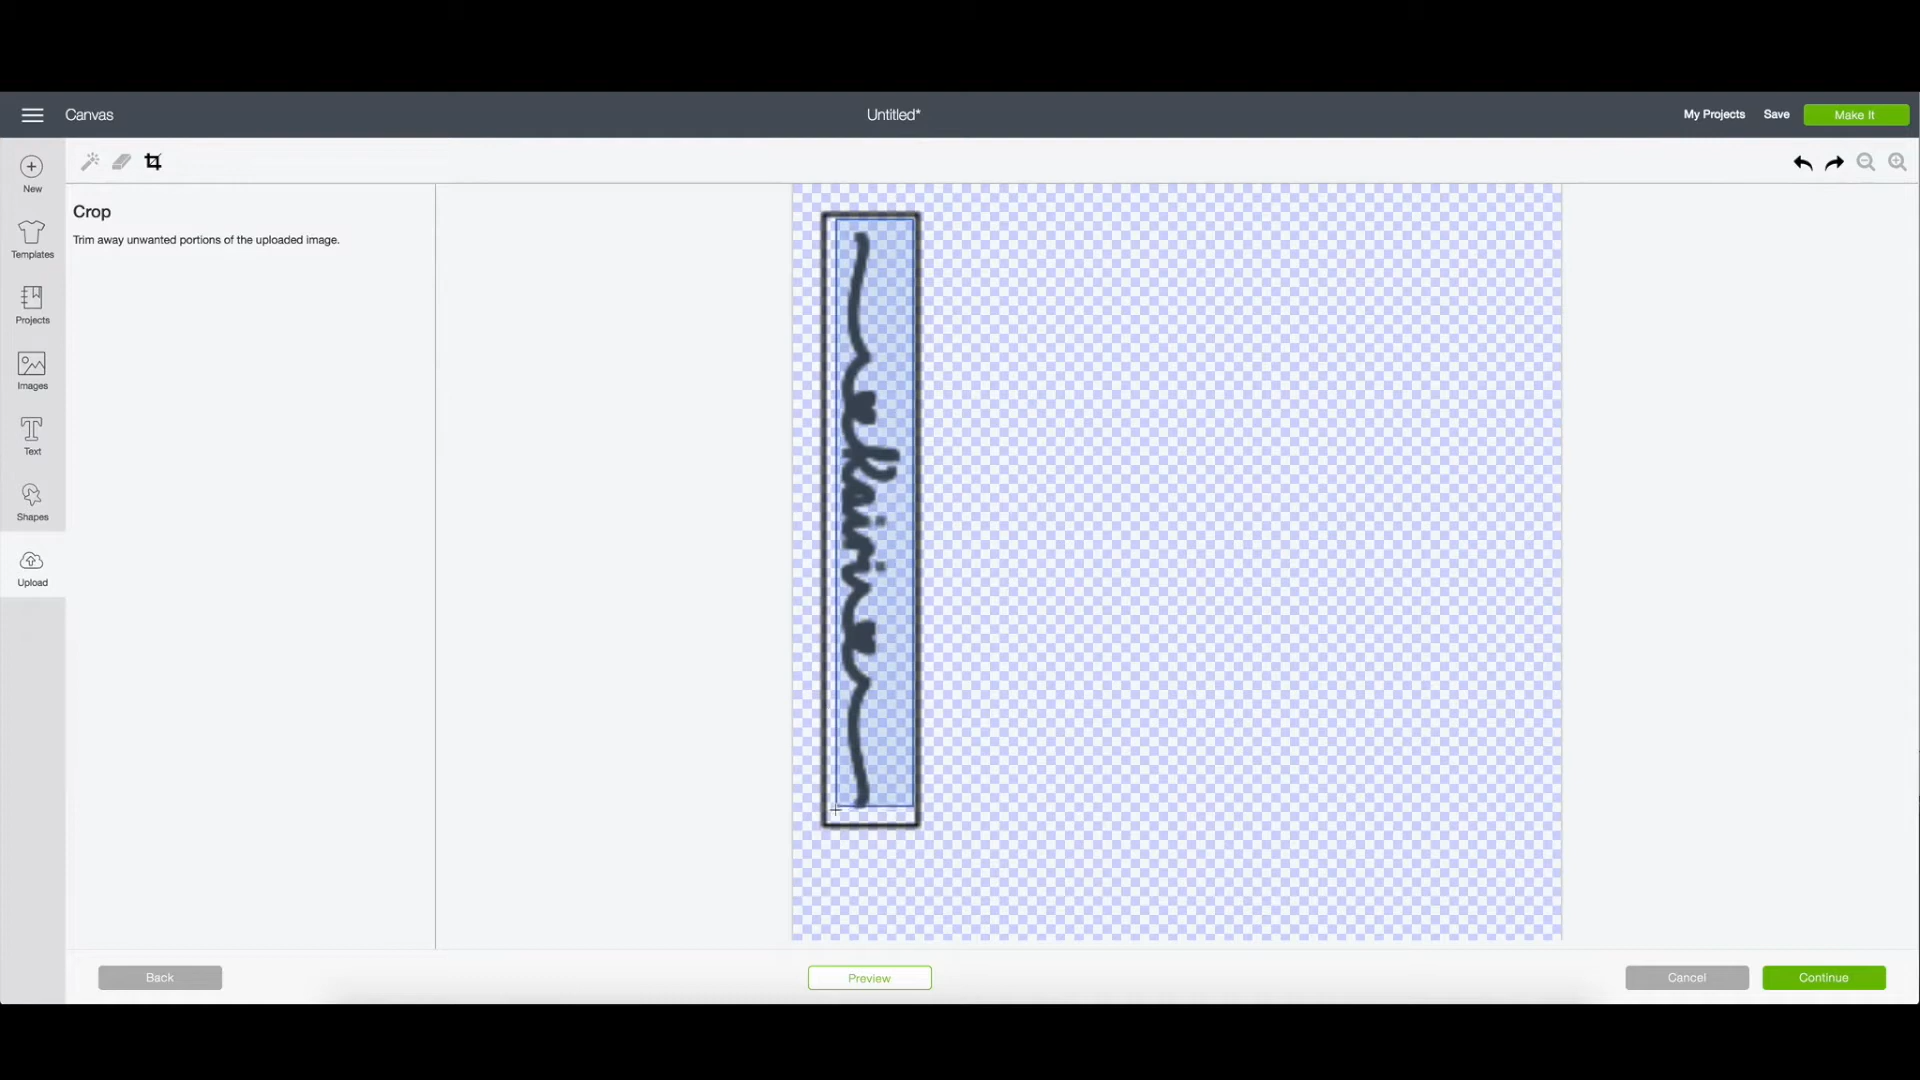 Canvas
Untitled*
My Projects
Save
Make It
New
Templates
Projects
Images
Text
Shapes
Upload
Crop
Trim away unwanted portions of the uploaded image.
Back
Preview
Cancel
Continue